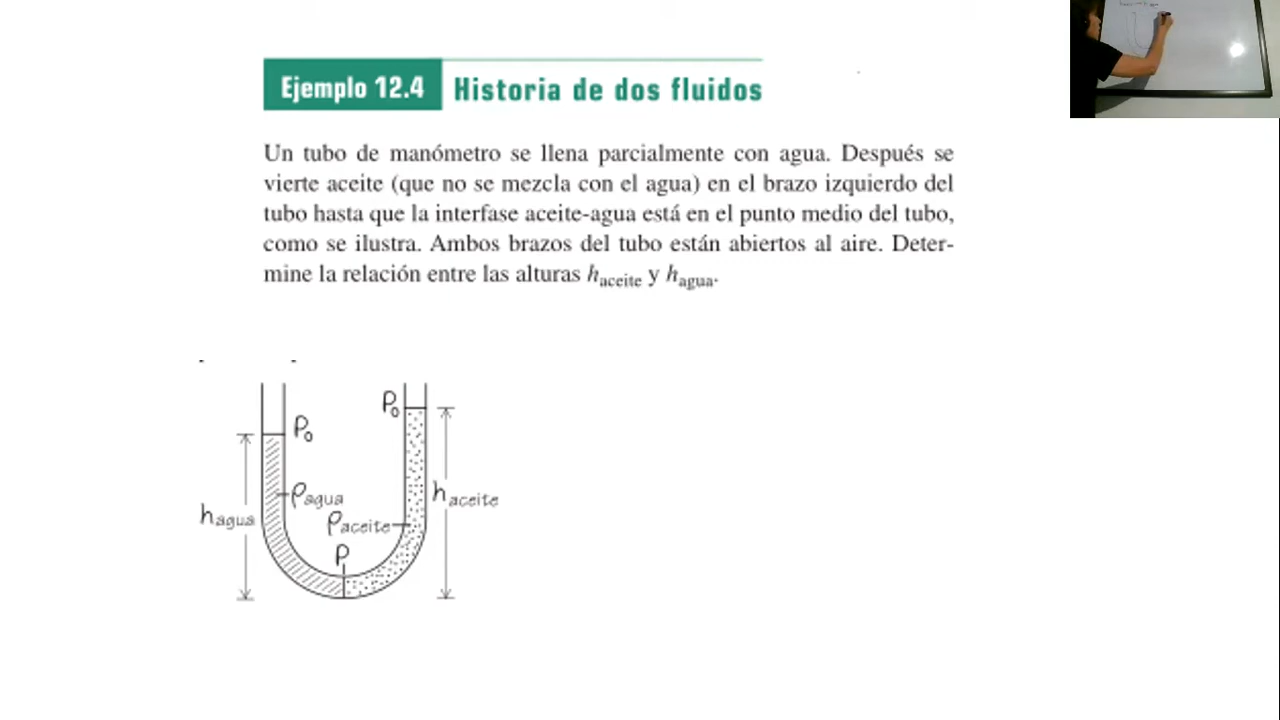 Ejemplo 12.4 Historia de dos fluidos
Un tubo de manómetro se llena parcialmente con agua. Después se
vierte aceite (que no se mezcla con el agua) en el brazo izquierdo del
tubo hasta que la interfase aceite-agua está en el punto medio del tubo,
como se ilustra. Ambos brazos del tubo están abiertos al aire. Deter-
mine la relación entre las alturas h_aceite y h_agua.
P₀
P₀
ρ_agua
h_aceite
h_agua
ρ_aceite
P